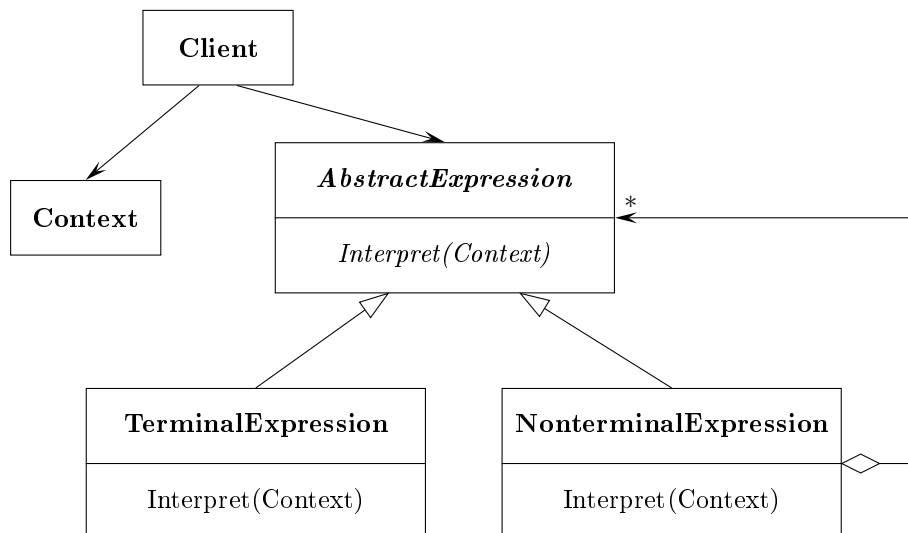 Client
AbstractExpression
*
Context
Interpret(Context)
TerminalExpression
NonterminalExpression
Interpret(Context)
Interpret(Context)